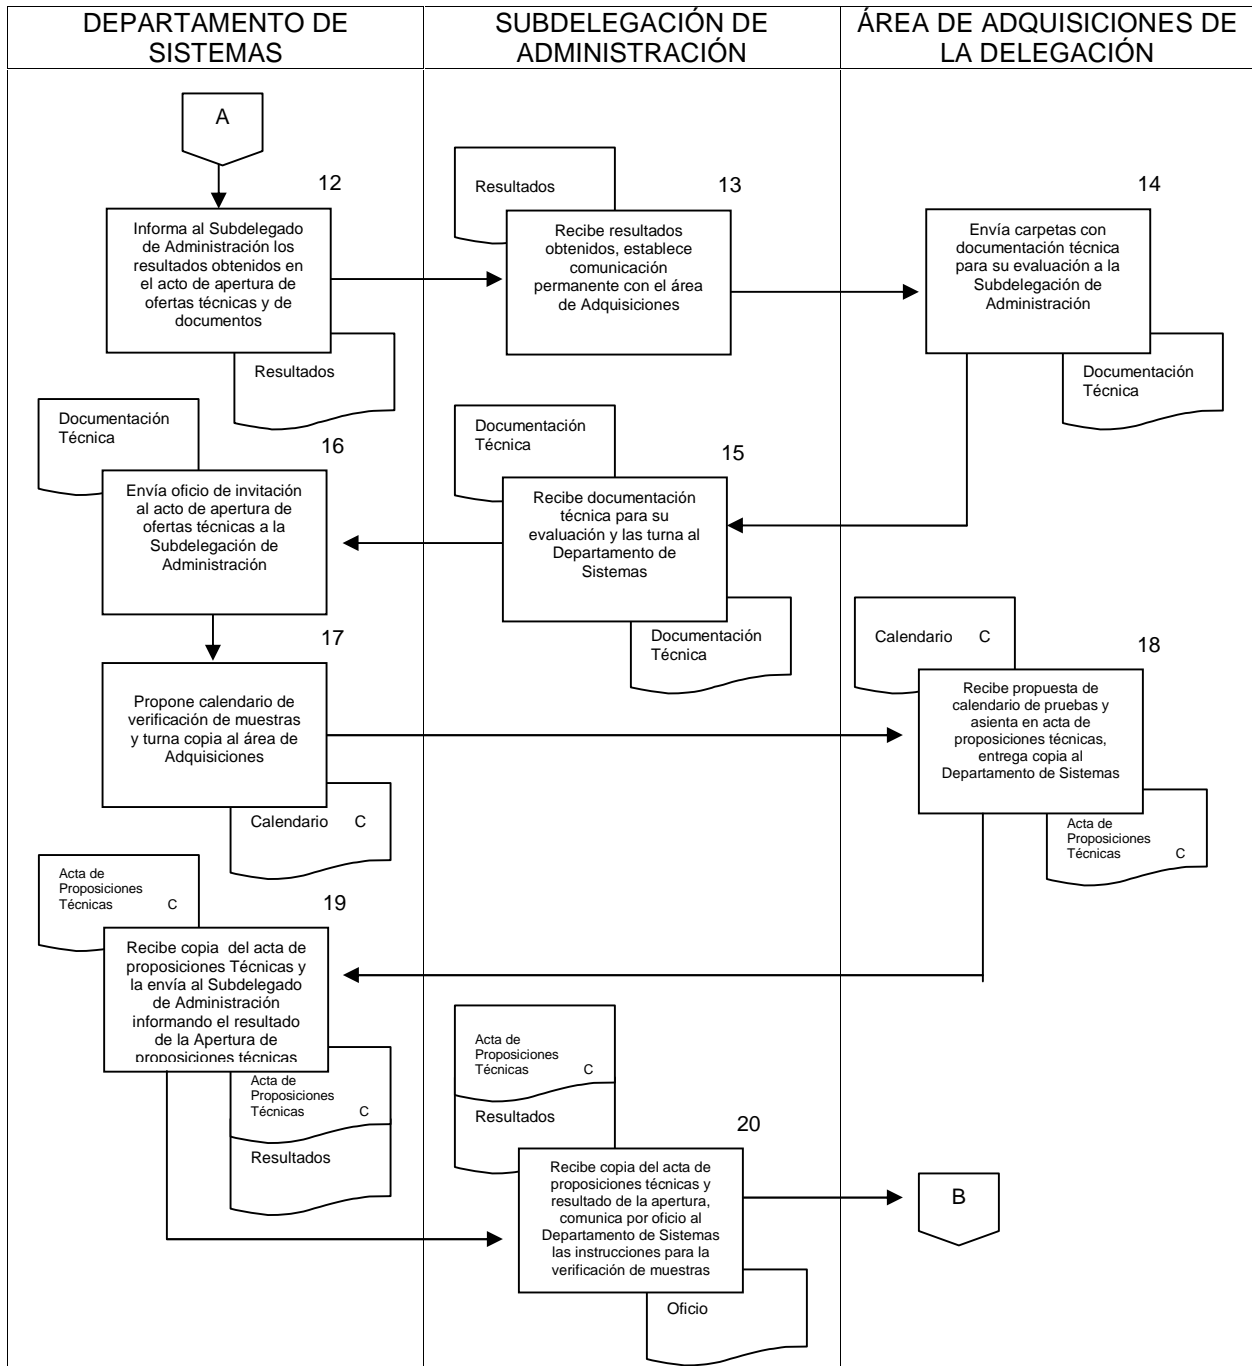 DEPARTAMENTO DE
SISTEMAS
SUBDELEGACIÓN DE
ADMINISTRACIÓN
ÁREA DE ADQUISICIONES DE
LA DELEGACIÓN
A
12
Informa al Subdelegado
de Administración los
resultados obtenidos en
el acto de apertura de
ofertas técnicas y de
documentos
Resultados
Resultados
13
Recibe resultados
obtenidos, establece
comunicación
permanente con el área
de Adquisiciones
14
Envía carpetas con
documentación técnica
para su evaluación a la
Subdelegación de
Administración
Documentación
Técnica
Documentación
Técnica
15
Recibe documentación
técnica para su
evaluación y las turna al
Departamento de
Sistemas
Documentación
Técnica
Documentación
Técnica
16
Envía oficio de invitación
al acto de apertura de
ofertas técnicas a la
Subdelegación de
Administración
17
Propone calendario de
verificación de muestras
y turna copia al área de
Adquisiciones
Calendario C
Calendario C
18
Recibe propuesta de
calendario de pruebas y
asienta en acta de
proposiciones técnicas,
entrega copia al
Departamento de Sistemas
Acta de
Proposiciones
Técnicas C
Acta de
Proposiciones
Técnicas C
19
Recibe copia del acta de
proposiciones Técnicas y
la envía al Subdelegado
de Administración
informando el resultado
de la Apertura de
proposiciones técnicas
Acta de
Proposiciones
Técnicas C
Resultados
Acta de
Proposiciones
Técnicas C
Resultados
20
Recibe copia del acta de
proposiciones técnicas y
resultado de la apertura,
comunica por oficio al
Departamento de Sistemas
las instrucciones para la
verificación de muestras
Oficio
B